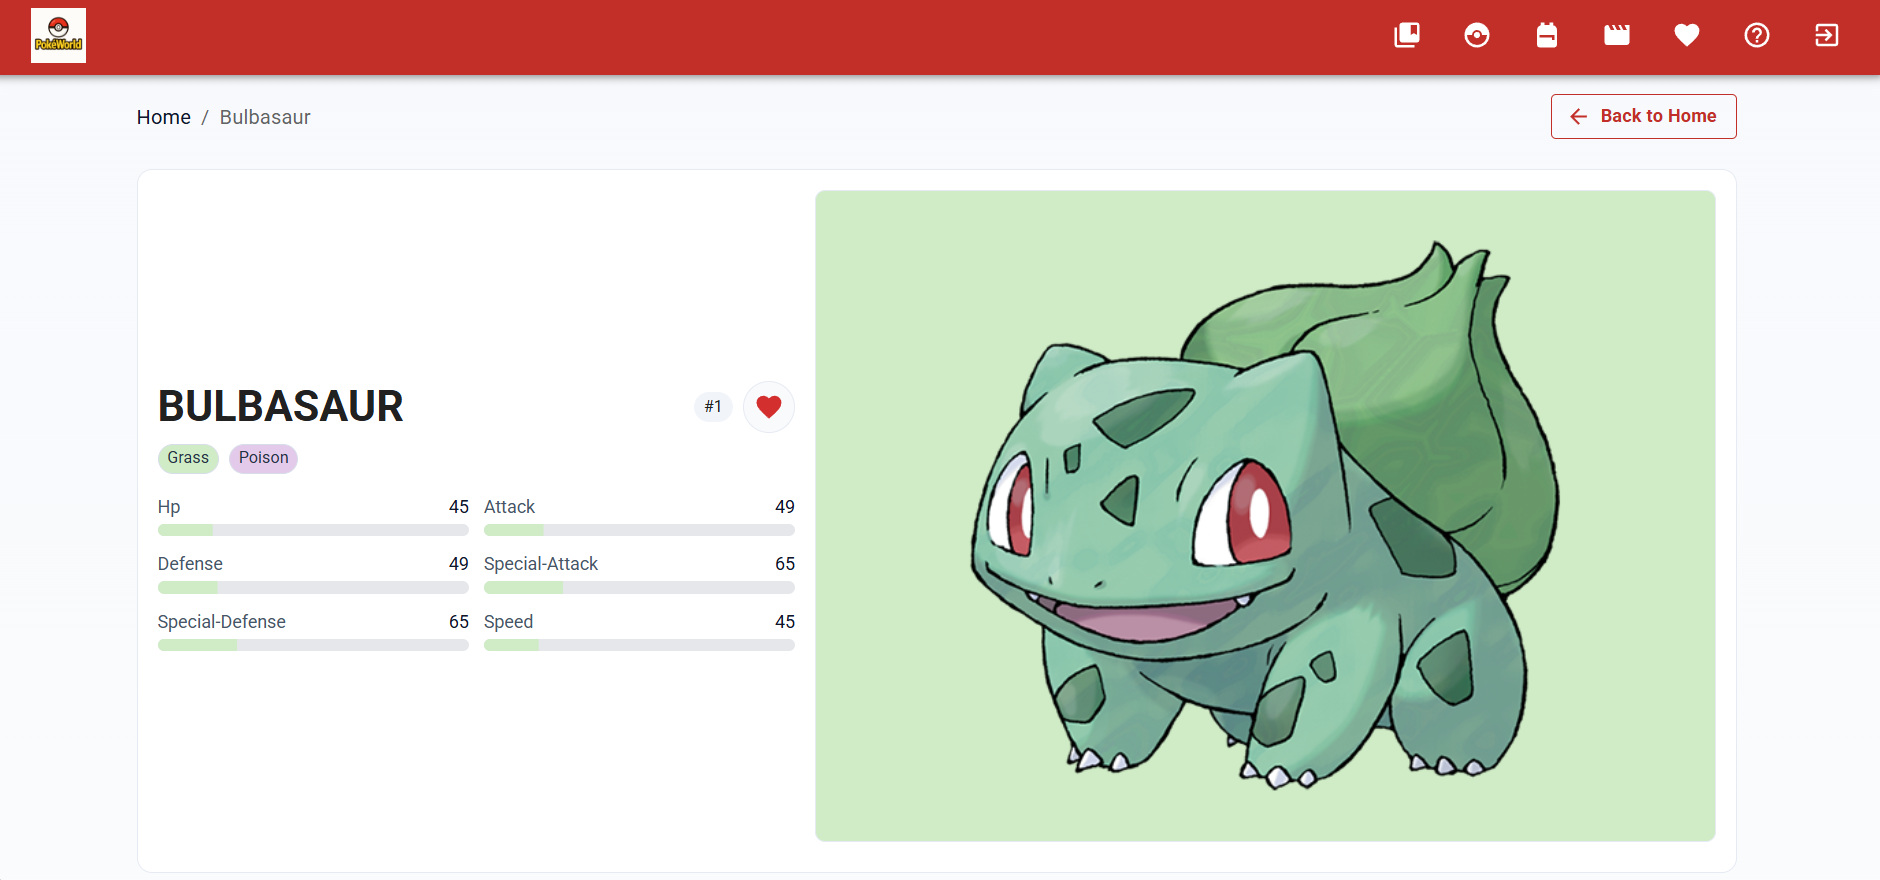 PokéWorld
Home / Bulbasaur
Back to Home
BULBASAUR
#1
Grass Poison
Hp 45 Attack 49
Defense 49 Special-Attack 65
Special-Defense 65 Speed 45